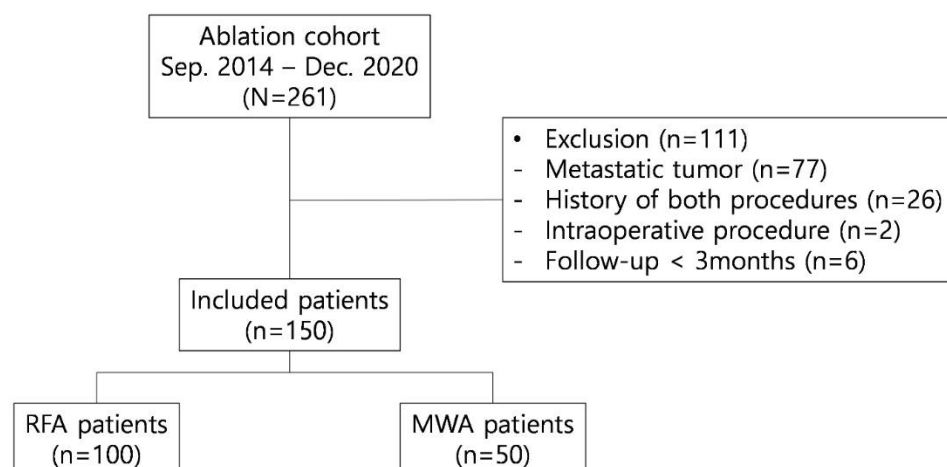 Ablation cohort
Sep. 2014 – Dec. 2020
(N=261)
• Exclusion (n=111)
- Metastatic tumor (n=77)
- History of both procedures (n=26)
- Intraoperative procedure (n=2)
- Follow-up < 3months (n=6)
Included patients
(n=150)
RFA patients
(n=100)
MWA patients
(n=50)